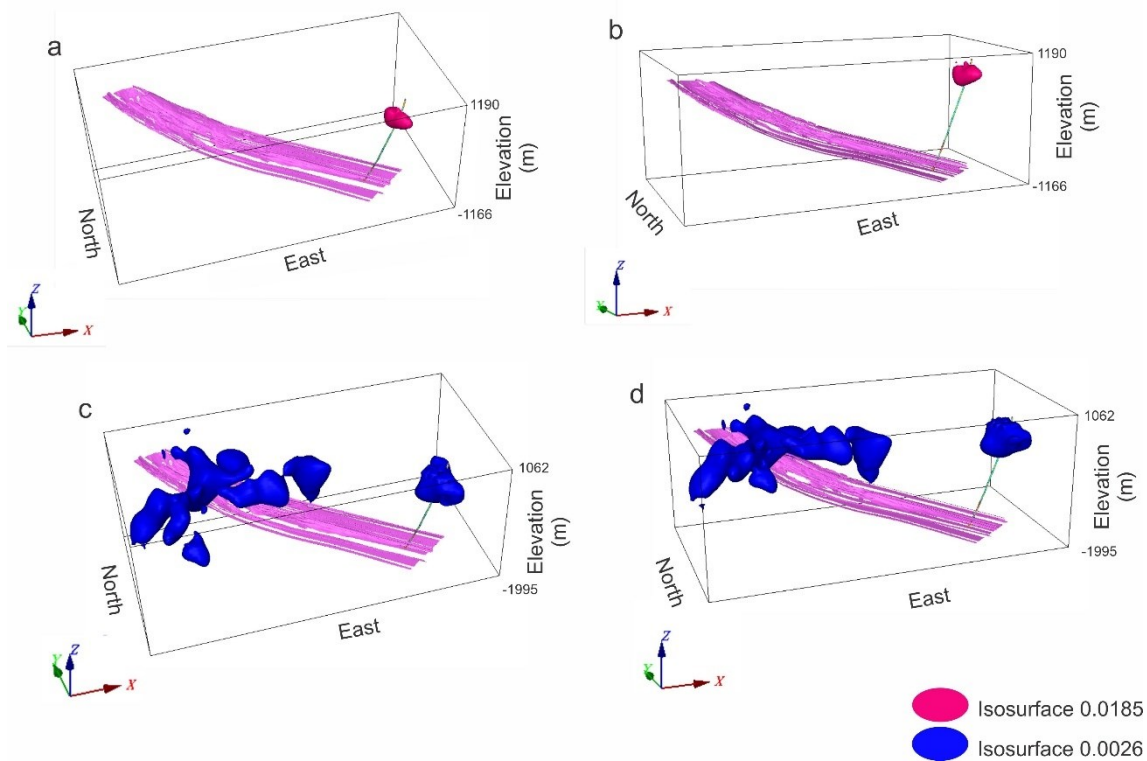 a
1190
Elevation
(m)
-1166
North
East
Z
Y
X
b
1190
Elevation
(m)
-1166
North
East
Z
Y
X
c
1062
Elevation
(m)
-1995
North
East
Z
Y
X
d
1062
Elevation
(m)
-1995
North
East
Z
Y
X
Isosurface 0.0185
Isosurface 0.0026